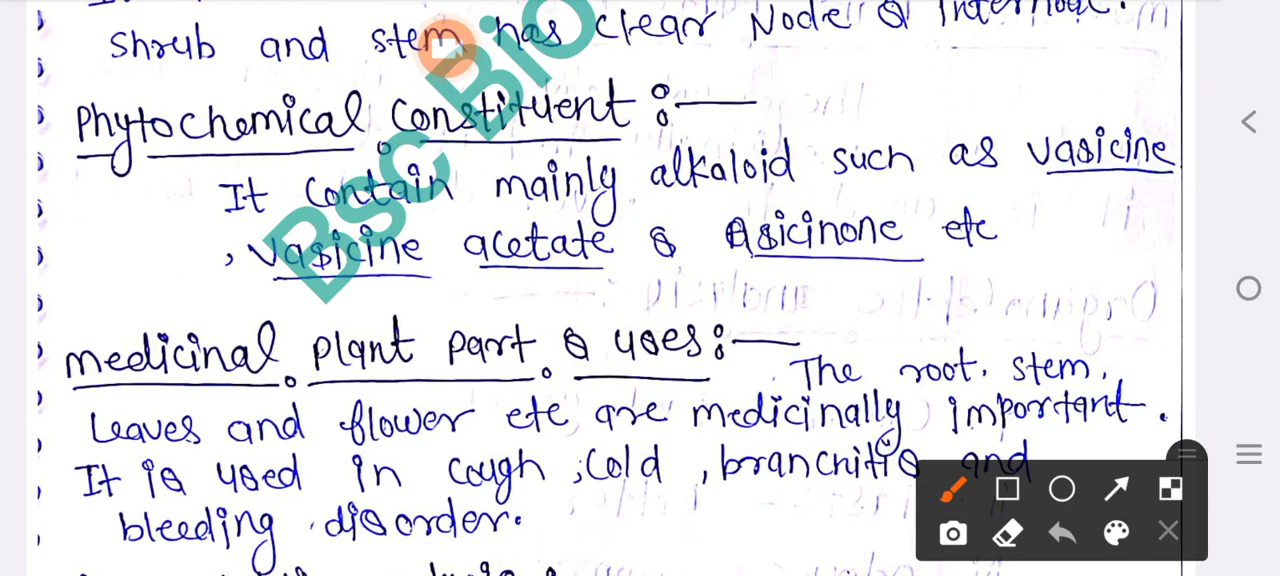 Shrub and stem has clear Node & Internode.
Phytochemical Constituent :—
It Contain mainly alkaloid such as vasicine
, vasicine acetate & Asicinone etc
medicinal plant part & uses :—
The root. stem.
Leaves and flower etc are medicinally important.
It is used in cough ,cold , branchitis and
bleeding disorder.
BSc Bio